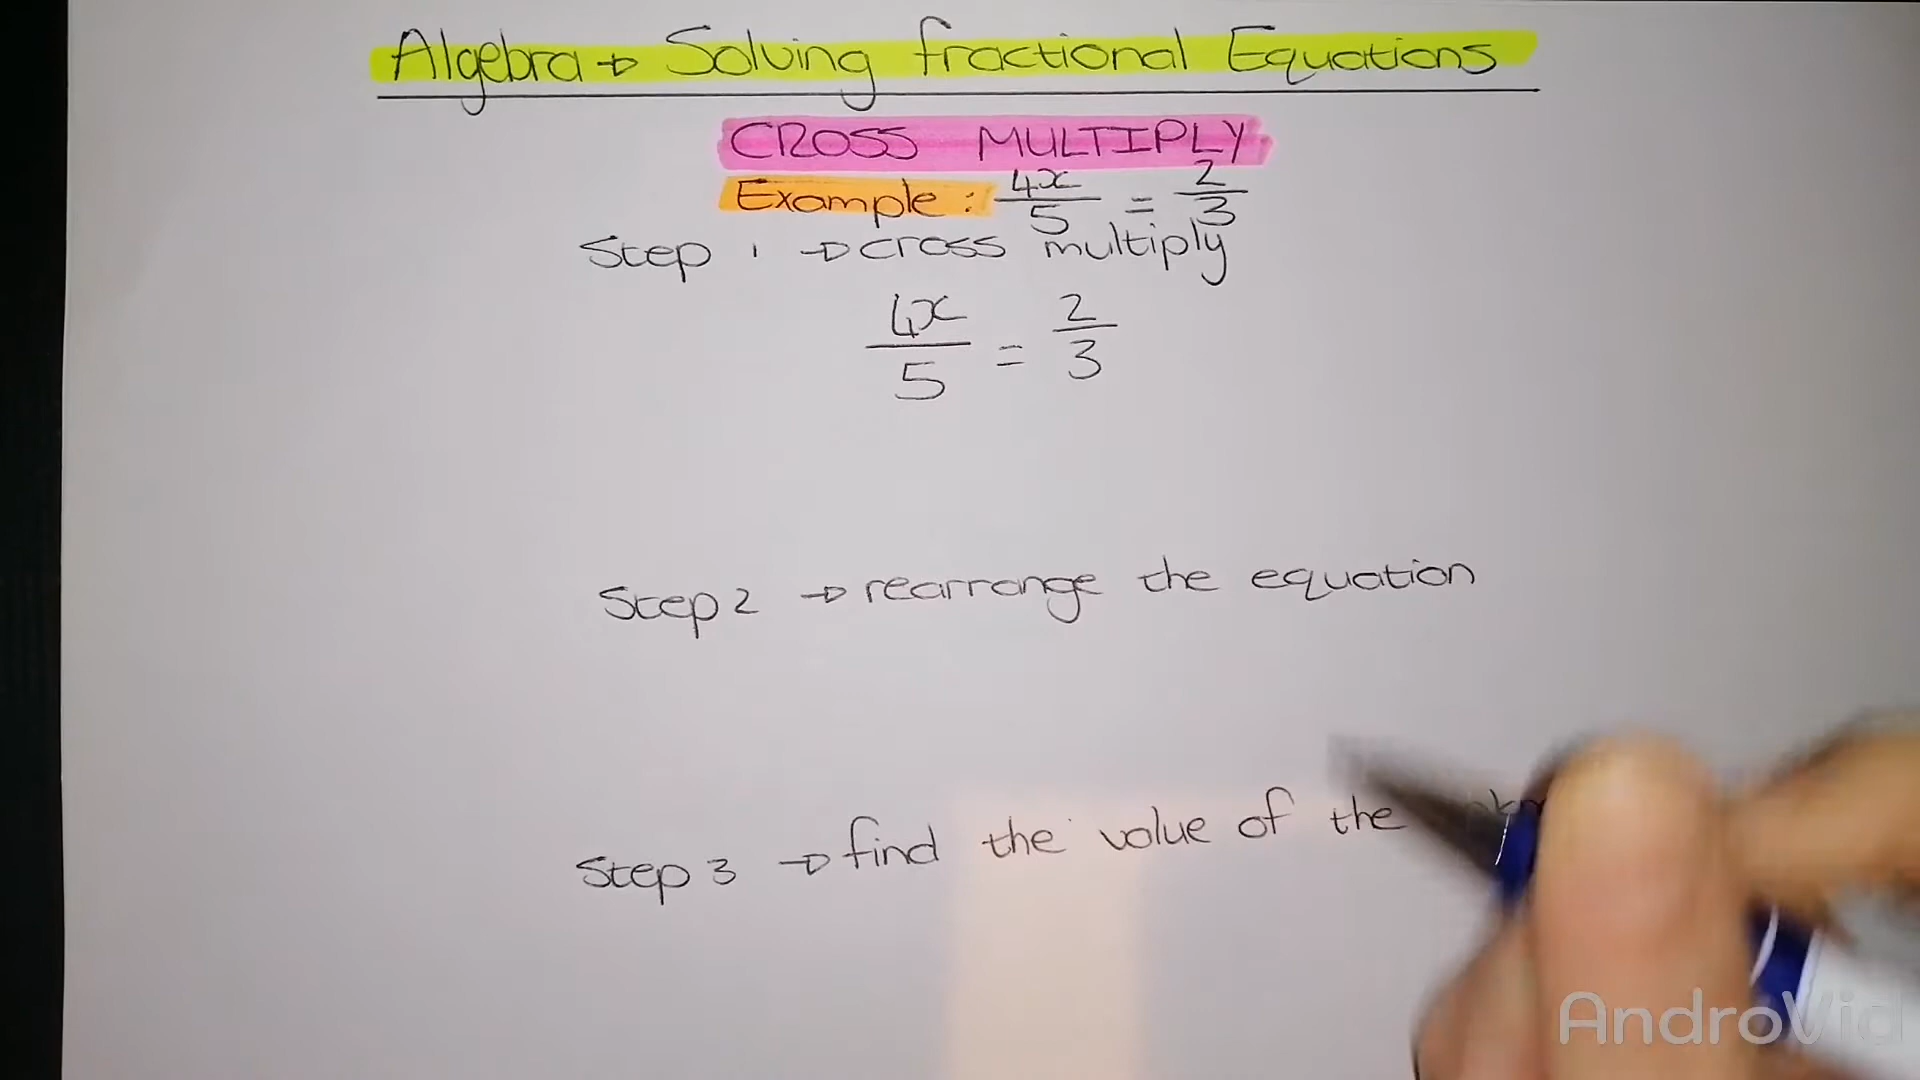 Algebra → Solving fractional Equations
CROSS MULTIPLY
Example: 4x/5 = 2/3
Step 1 → cross multiply
4x/5 = 2/3
Step 2 → rearrange the equation
Step 3 → find the value of the
AndroVid